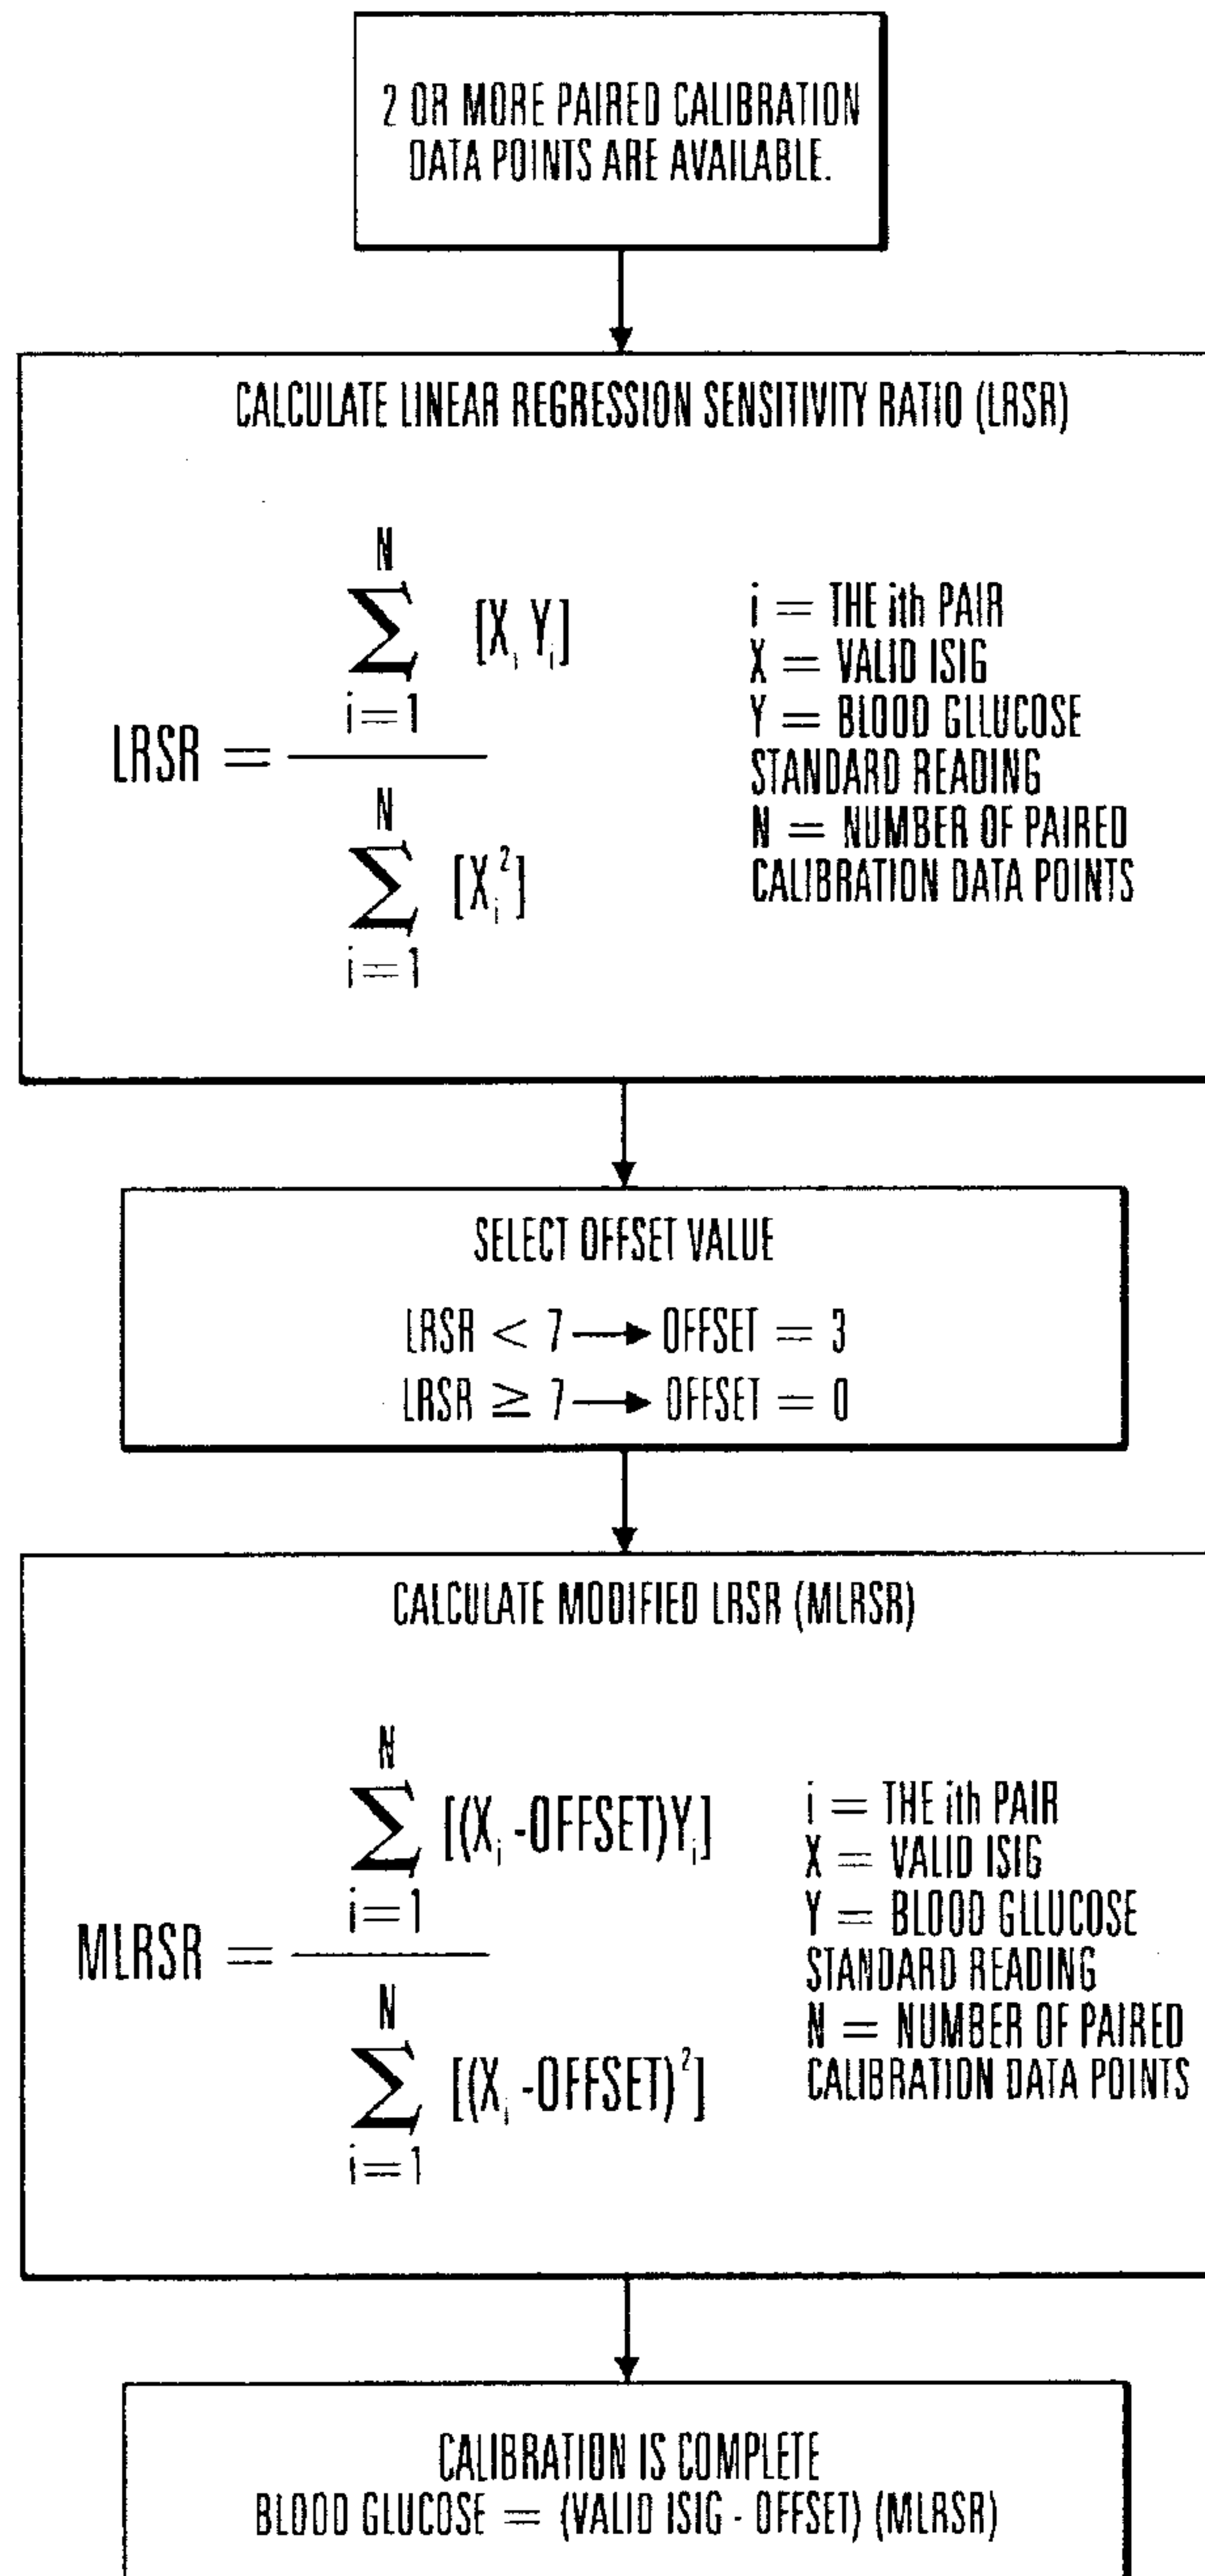 2 OR MORE PAIRED CALIBRATION
DATA POINTS ARE AVAILABLE.
CALCULATE LINEAR REGRESSION SENSITIVITY RATIO (LRSR)
LRSR =
N
∑ [X_i Y_i]
i=1
N
∑ [X_i^2]
i=1
i = THE ith PAIR
X = VALID ISIG
Y = BLOOD GLLUCOSE
STANDARD READING
N = NUMBER OF PAIRED
CALIBRATION DATA POINTS
SELECT OFFSET VALUE
LRSR < 7 → OFFSET = 3
LRSR ≥ 7 → OFFSET = 0
CALCULATE MODIFIED LRSR (MLRSR)
MLRSR =
N
∑ [(X_i -OFFSET)Y_i]
i=1
N
∑ [(X_i -OFFSET)^2]
i=1
i = THE ith PAIR
X = VALID ISIG
Y = BLOOD GLLUCOSE
STANDARD READING
N = NUMBER OF PAIRED
CALIBRATION DATA POINTS
CALIBRATION IS COMPLETE
BLOOD GLUCOSE = (VALID ISIG - OFFSET) (MLRSR)